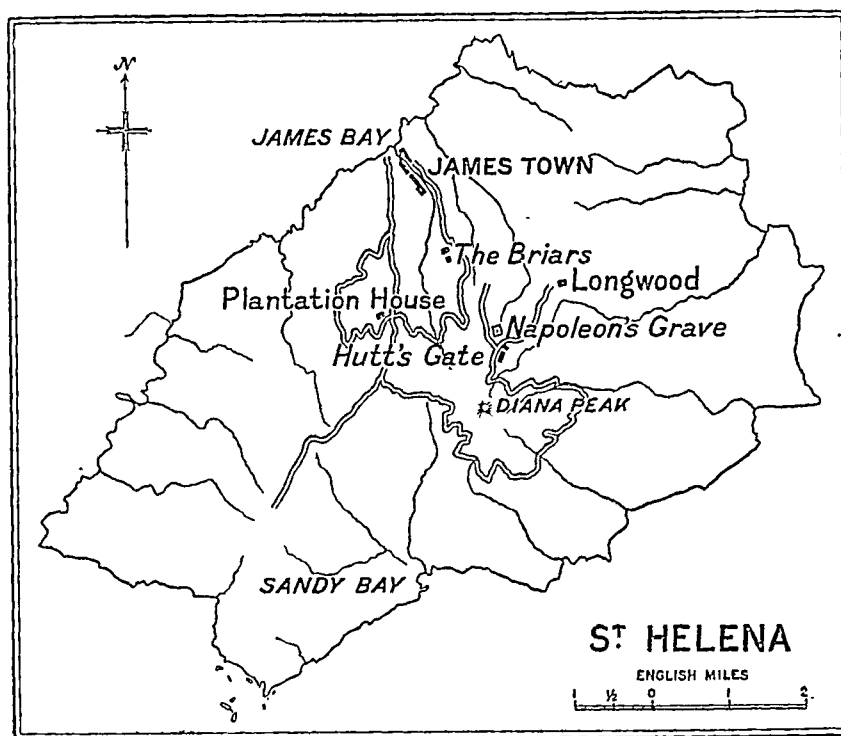 N
JAMES BAY
JAMES TOWN
The Briars
Longwood
Plantation House
Napoleon's Grave
Hutt's Gate
DIANA PEAK
SANDY BAY
ST HELENA
ENGLISH MILES
1 ½ 0 1 2